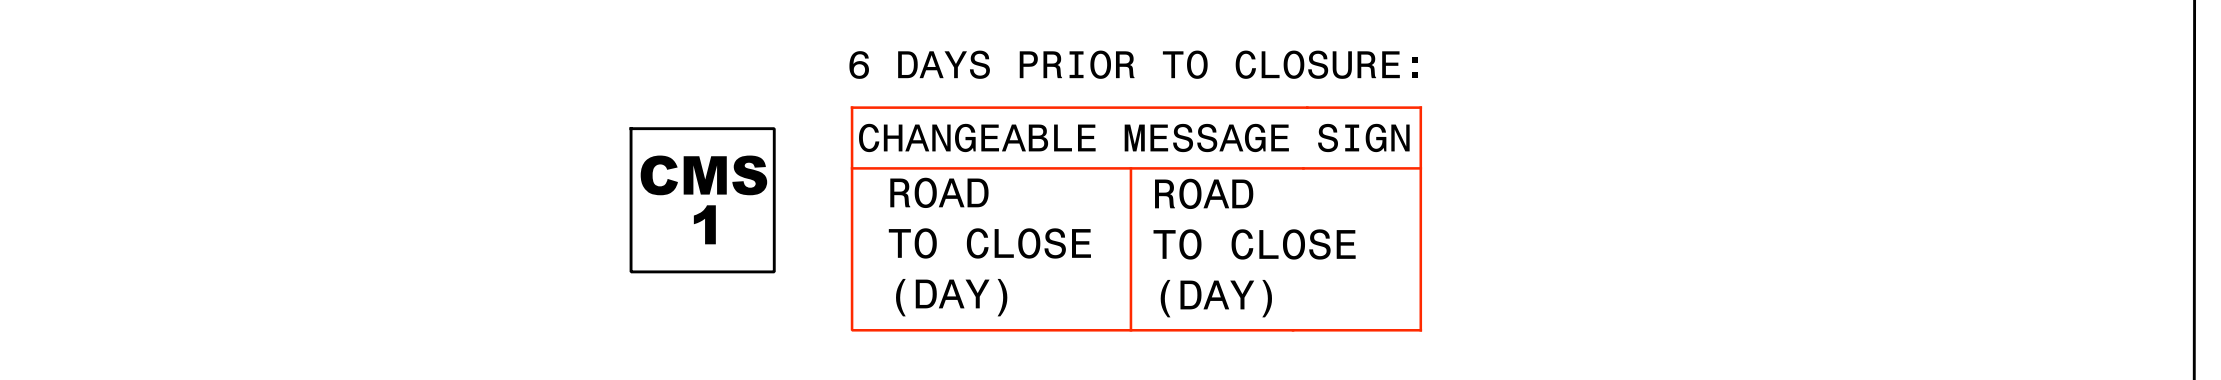 6 DAYS PRIOR TO CLOSURE:
CMS
1
CHANGEABLE MESSAGE SIGN
ROAD
TO CLOSE
(DAY)
ROAD
TO CLOSE
(DAY)